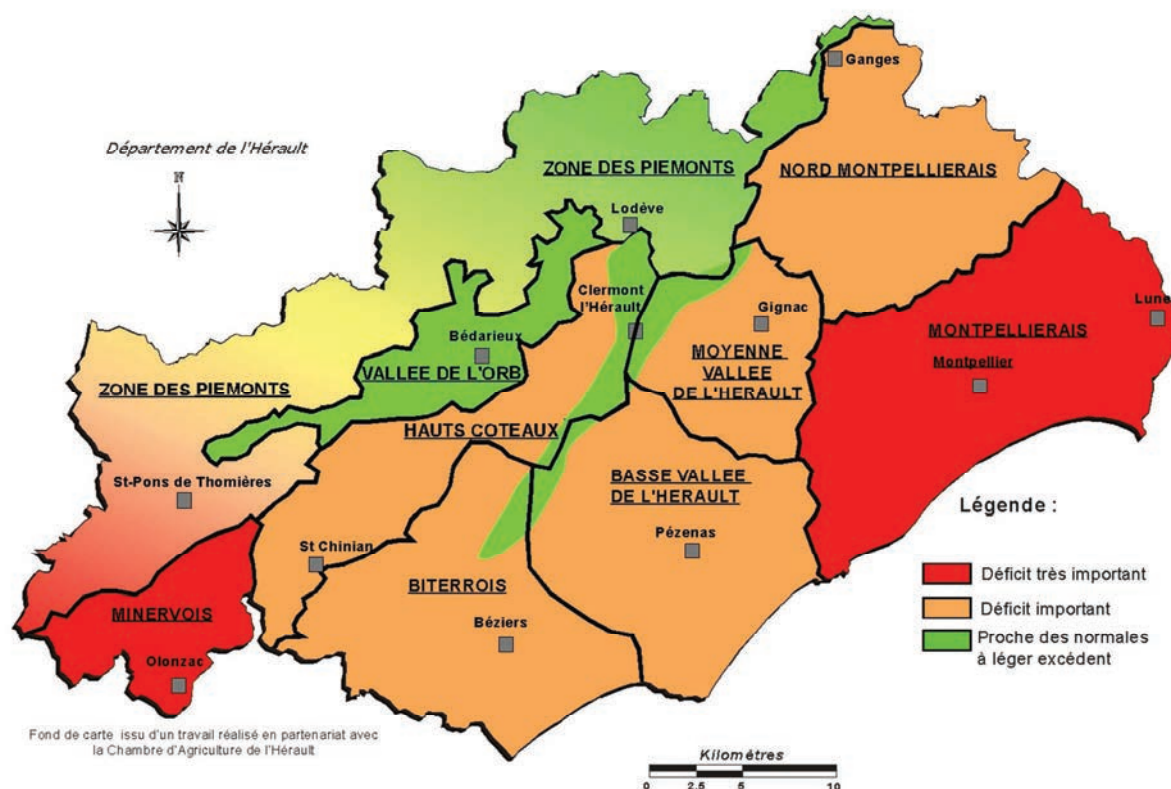 Département de l'Hérault
N
Ganges
ZONE DES PIEMONTS
NORD MONTPELLIERAIS
Lodève
Clermont
l'Hérault
Gignac
Lune
MONTPELLIERAIS
Montpellier
Bédarieux
VALLEE DE L'ORB
MOYENNE
VALLEE
DE L'HERAULT
ZONE DES PIEMONTS
HAUTS COTEAUX
St-Pons de Thomières
BASSE VALLEE
DE L'HERAULT
Pézenas
St Chinian
BITERROIS
Béziers
MINERVOIS
Olonzac
Légende :
Déficit très important
Déficit important
Proche des normales
à léger excédent
Fond de carte issu d'un travail réalisé en partenariat avec
la Chambre d'Agriculture de l'Hérault
Kilomètres
0 2.5 5 10